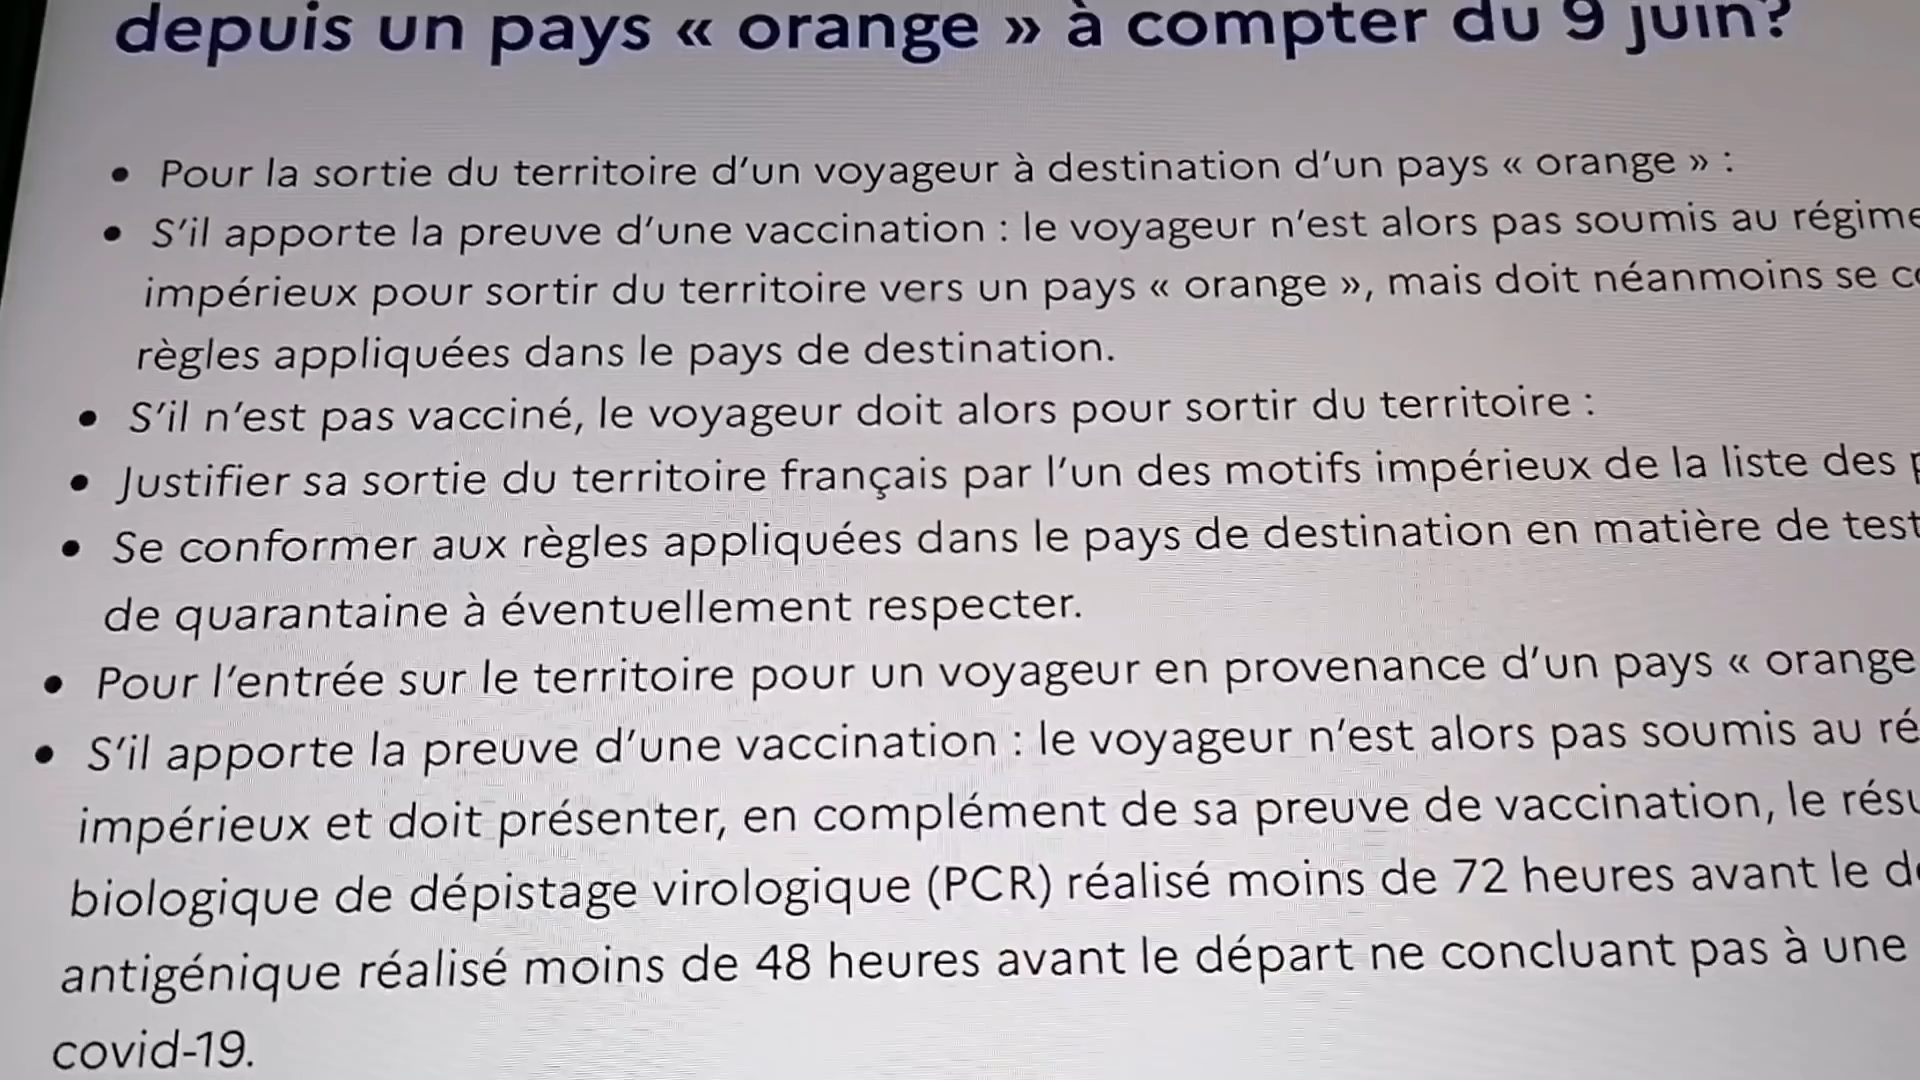 depuis un pays « orange » à compter du 9 juin?
• Pour la sortie du territoire d’un voyageur à destination d’un pays « orange » :
• S’il apporte la preuve d’une vaccination : le voyageur n’est alors pas soumis au régime
impérieux pour sortir du territoire vers un pays « orange », mais doit néanmoins se
règles appliquées dans le pays de destination.
• S’il n’est pas vacciné, le voyageur doit alors pour sortir du territoire :
• Justifier sa sortie du territoire français par l’un des motifs impérieux de la liste des
• Se conformer aux règles appliquées dans le pays de destination en matière de test
de quarantaine à éventuellement respecter.
• Pour l’entrée sur le territoire pour un voyageur en provenance d’un pays « orange
• S’il apporte la preuve d’une vaccination : le voyageur n’est alors pas soumis au
impérieux et doit présenter, en complément de sa preuve de vaccination, le
biologique de dépistage virologique (PCR) réalisé moins de 72 heures avant le
antigénique réalisé moins de 48 heures avant le départ ne concluant pas à une
covid-19.